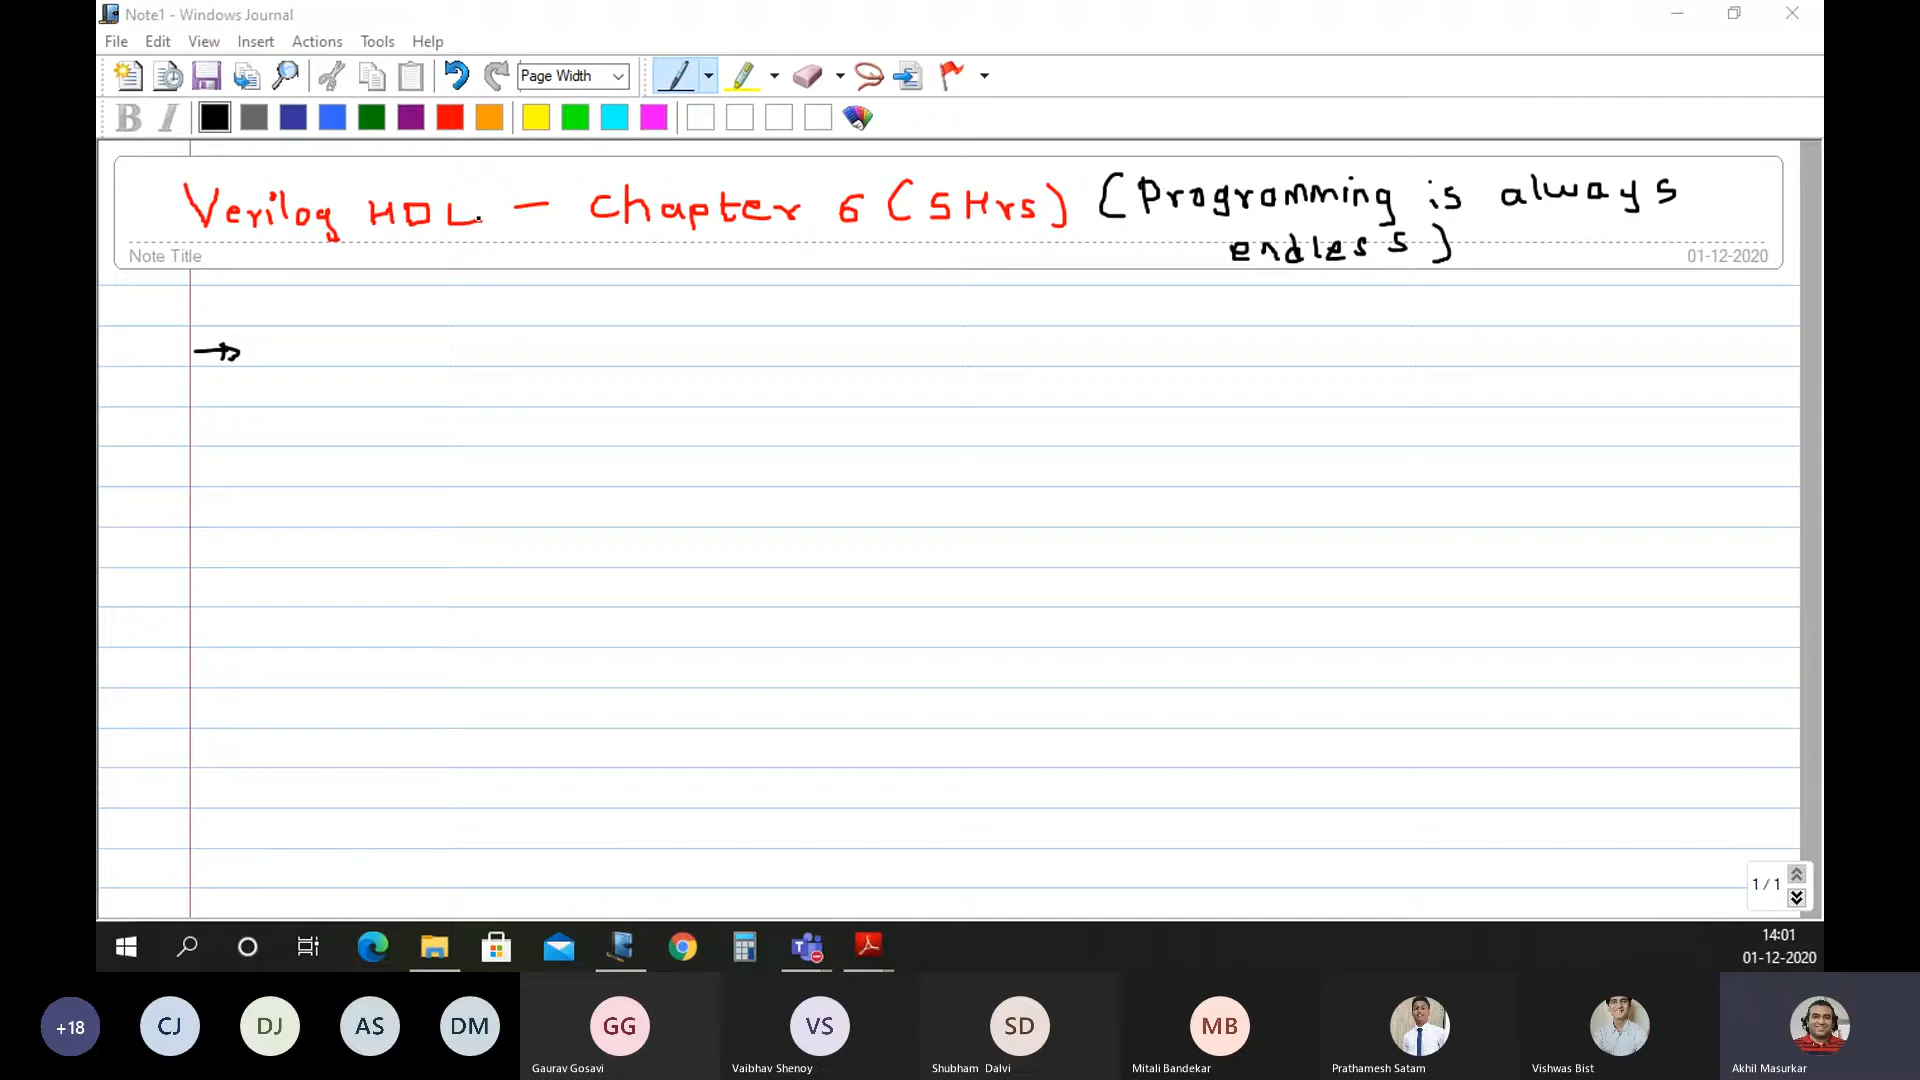 Note1 - Windows Journal
File Edit View Insert Actions Tools Help
Page Width
B I
Verilog HDL - Chapter 6 (5Hrs) (Programming is always
endless)
Note Title
01-12-2020
1 / 1
14:01
01-12-2020
+18 CJ DJ AS DM GG VS SD MB
Gaurav Gosavi Vaibhav Shenoy Shubham Dalvi Mitali Bandekar Prathamesh Satam Vishwas Bist Akhil Masurkar